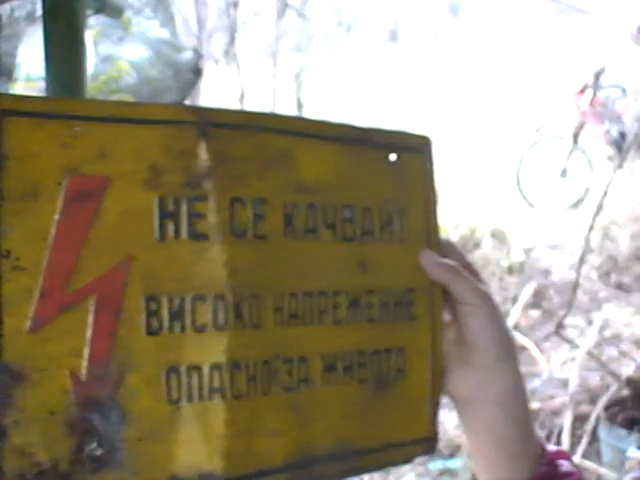 НЕ СЕ КАЧВАЙ!
ВИСОКО НАПРЕЖЕНИЕ
ОПАСНО ЗА ЖИВОТА